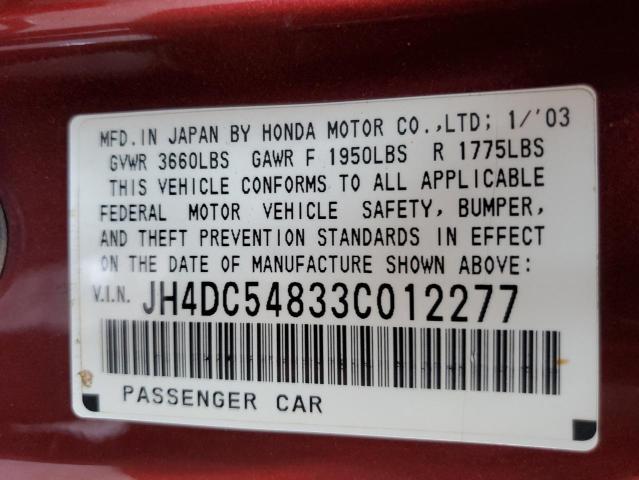 MFD.IN JAPAN BY HONDA MOTOR CO.,LTD; 1/'03
GVWR 3660LBS GAWR F 1950LBS R 1775LBS
THIS VEHICLE CONFORMS TO ALL APPLICABLE
FEDERAL MOTOR VEHICLE SAFETY, BUMPER,
AND THEFT PREVENTION STANDARDS IN EFFECT
ON THE DATE OF MANUFACTURE SHOWN ABOVE:
V.I.N. JH4DC54833C012277
PASSENGER CAR